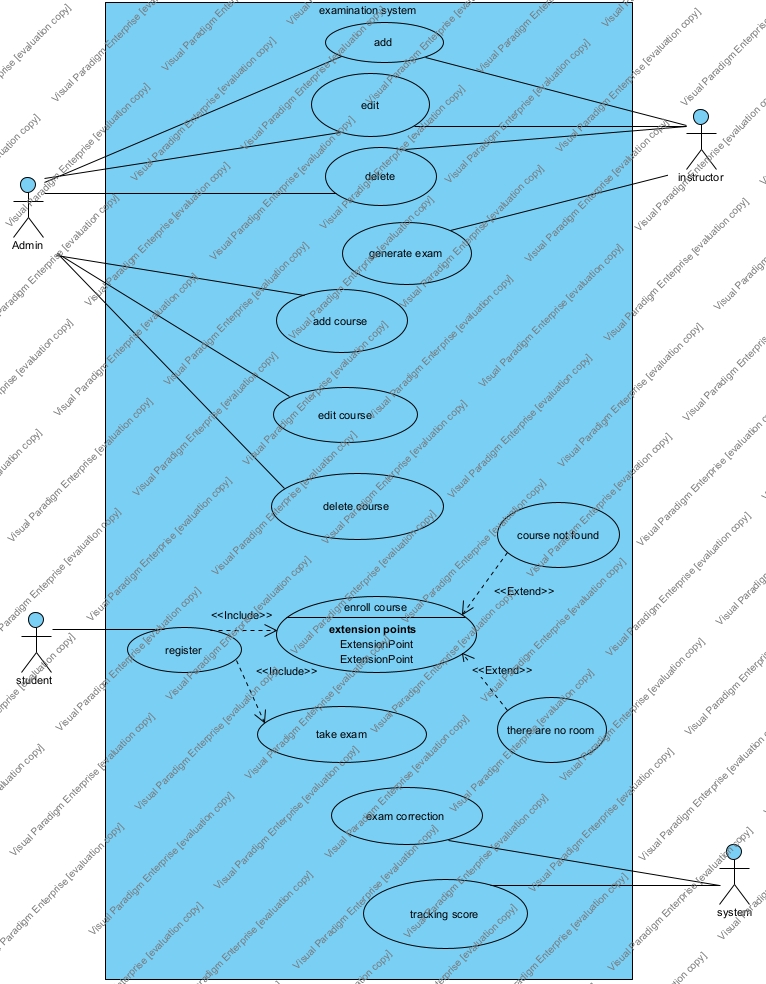 examination system
add
edit
delete
instructor
Admin
generate exam
add course
edit course
delete course
course not found
<<Extend>>
enroll course
<<Include>>
extension points
ExtensionPoint
ExtensionPoint
register
<<Include>>
<<Extend>>
student
take exam
there are no room
exam correction
tracking score
system
Visual Paradigm Enterprise [evaluation copy]